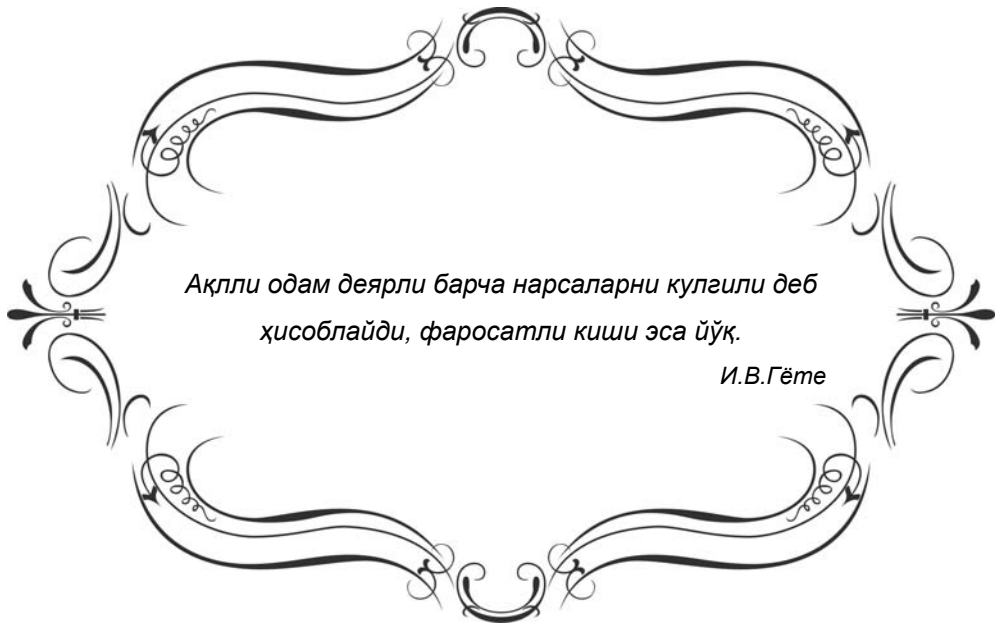 Ақлли одам деярли барча нарсаларни кулгили деб
ҳисоблайди, фаросатли киши эса йўқ.
И.В.Гёте